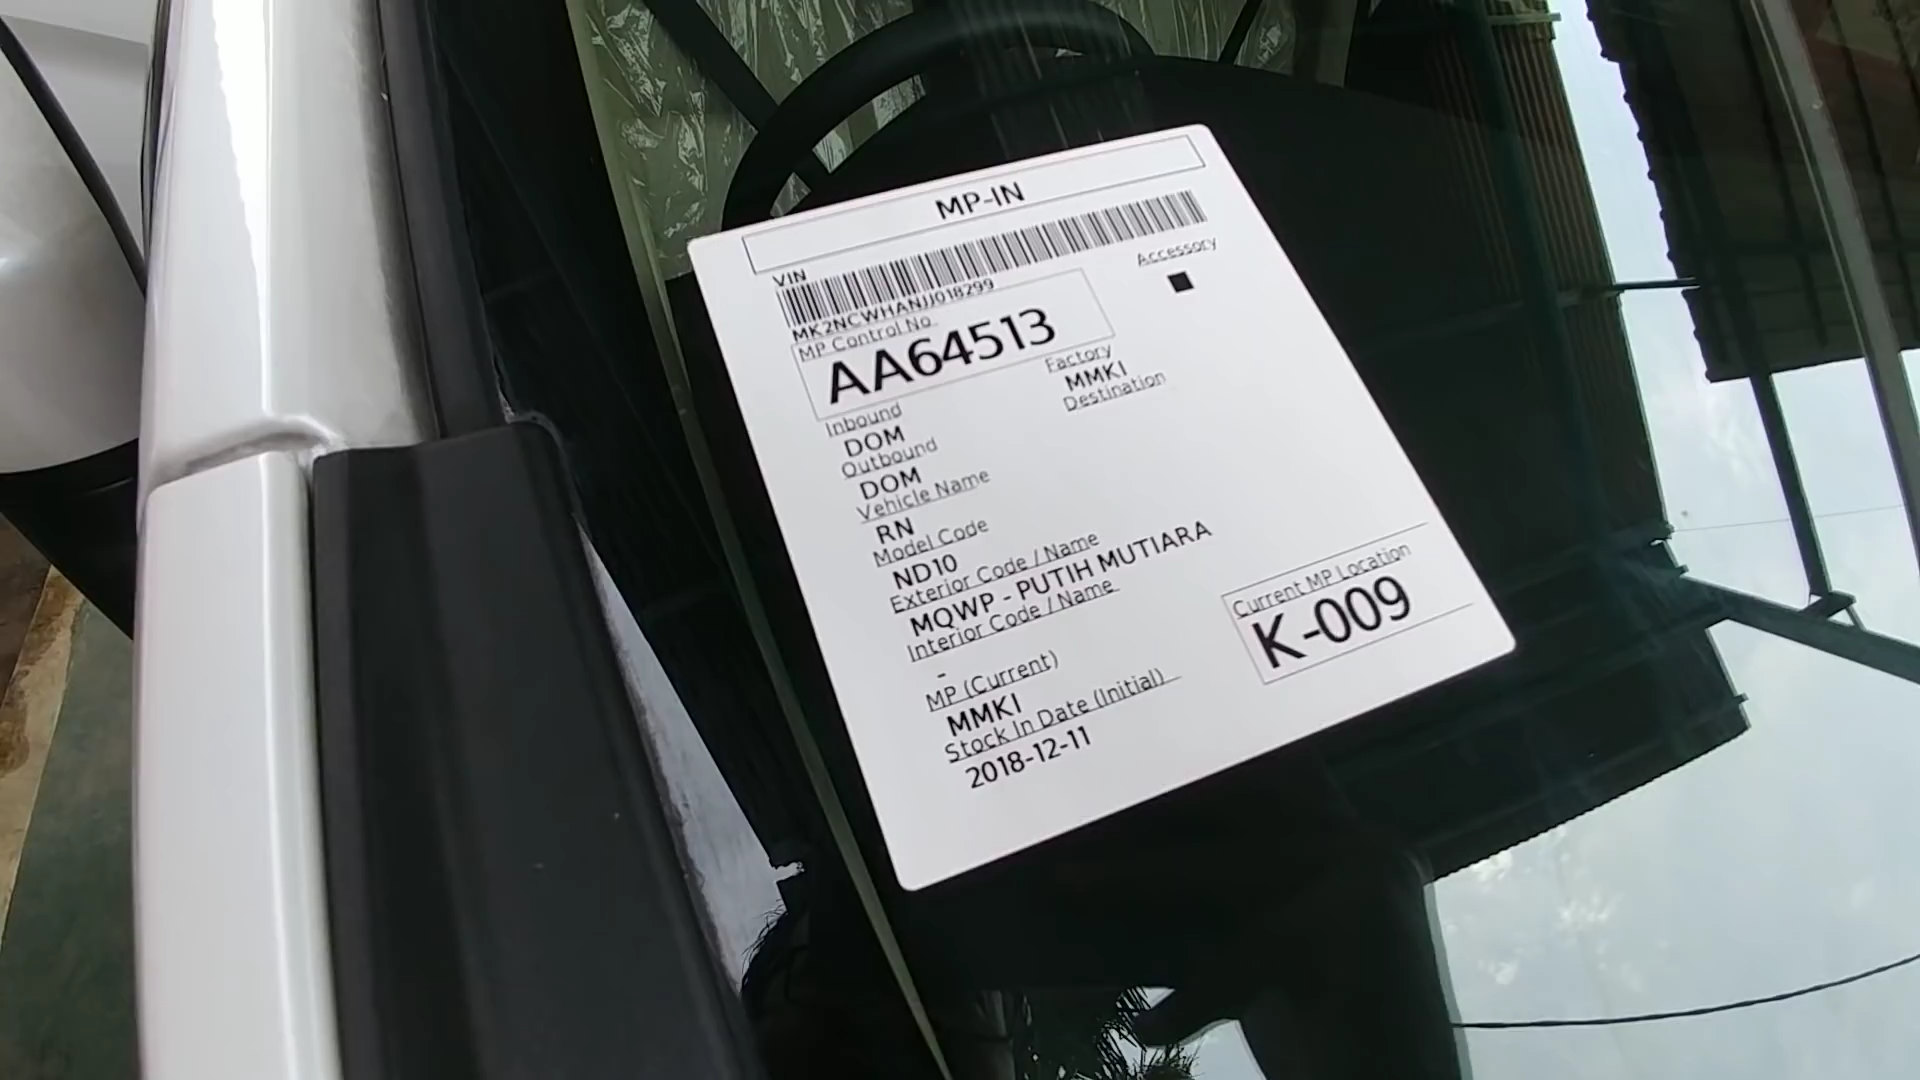 MP-IN
VIN
MK2NCWHANJJ018299
Accessory
MP Control No.
AA64513
Factory
MMKI
Destination
Inbound
DOM
Outbound
DOM
Vehicle Name
RN
Model Code
ND10
Exterior Code / Name
MQWP - PUTIH MUTIARA
Interior Code / Name
-
MP (Current)
MMKI
Stock In Date (Initial)
2018-12-11
Current MP Location
K-009